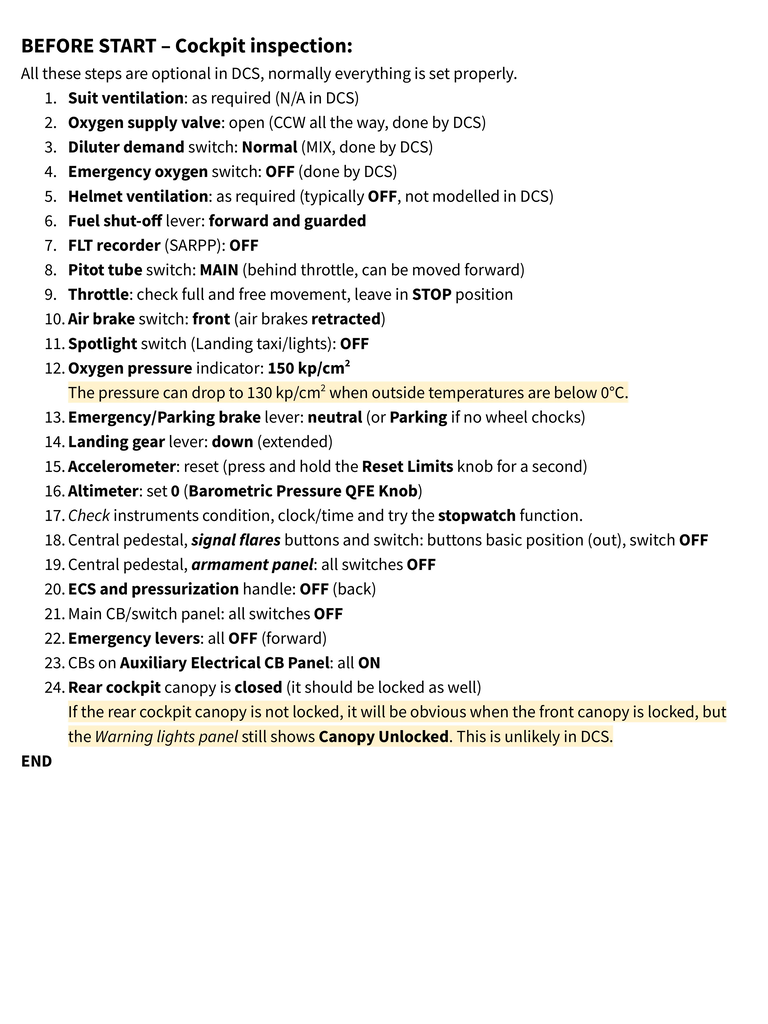 BEFORE START – Cockpit inspection:
All these steps are optional in DCS, normally everything is set properly.
1. Suit ventilation: as required (N/A in DCS)
2. Oxygen supply valve: open (CCW all the way, done by DCS)
3. Diluter demand switch: Normal (MIX, done by DCS)
4. Emergency oxygen switch: OFF (done by DCS)
5. Helmet ventilation: as required (typically OFF, not modelled in DCS)
6. Fuel shut-off lever: forward and guarded
7. FLT recorder (SARPP): OFF
8. Pitot tube switch: MAIN (behind throttle, can be moved forward)
9. Throttle: check full and free movement, leave in STOP position
10. Air brake switch: front (air brakes retracted)
11. Spotlight switch (Landing taxi/lights): OFF
12. Oxygen pressure indicator: 150 kp/cm²
The pressure can drop to 130 kp/cm² when outside temperatures are below 0°C.
13. Emergency/Parking brake lever: neutral (or Parking if no wheel chocks)
14. Landing gear lever: down (extended)
15. Accelerometer: reset (press and hold the Reset Limits knob for a second)
16. Altimeter: set 0 (Barometric Pressure QFE Knob)
17. Check instruments condition, clock/time and try the stopwatch function.
18. Central pedestal, signal flares buttons and switch: buttons basic position (out), switch OFF
19. Central pedestal, armament panel: all switches OFF
20. ECS and pressurization handle: OFF (back)
21. Main CB/switch panel: all switches OFF
22. Emergency levers: all OFF (forward)
23. CBs on Auxiliary Electrical CB Panel: all ON
24. Rear cockpit canopy is closed (it should be locked as well)
If the rear cockpit canopy is not locked, it will be obvious when the front canopy is locked, but
the Warning lights panel still shows Canopy Unlocked. This is unlikely in DCS.
END